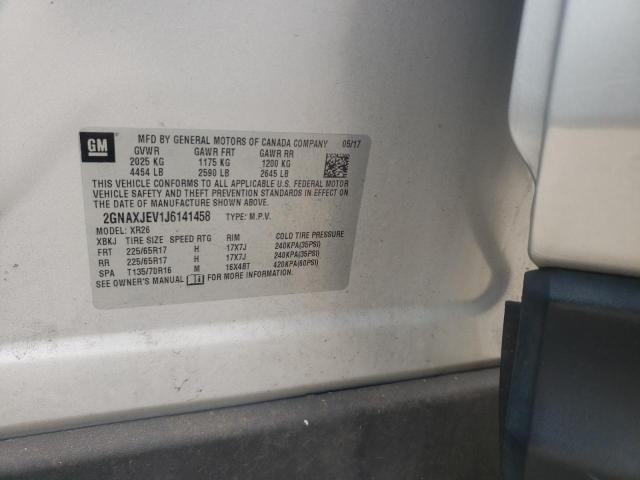 GM
MFD BY GENERAL MOTORS OF CANADA COMPANY 05/17
GVWR GAWR FRT GAWR RR
2025 KG 1175 KG 1200 KG
4454 LB 2590 LB 2645 LB
THIS VEHICLE CONFORMS TO ALL APPLICABLE U.S. FEDERAL MOTOR
VEHICLE SAFETY AND THEFT PREVENTION STANDARDS IN EFFECT
ON THE DATE OF MANUFACTURE SHOWN ABOVE.
2GNAXJEV1J6141458 TYPE: M.P.V.
MODEL: XR26
XBKJ TIRE SIZE SPEED RTG RIM COLD TIRE PRESSURE
FRT 225/65R17 H 17X7J 240KPA(35PSI)
RR 225/65R17 H 17X7J 240KPA(35PSI)
SPA T135/70R16 M 16X4BT 420KPA(60PSI)
SEE OWNER'S MANUAL FOR MORE INFORMATION.